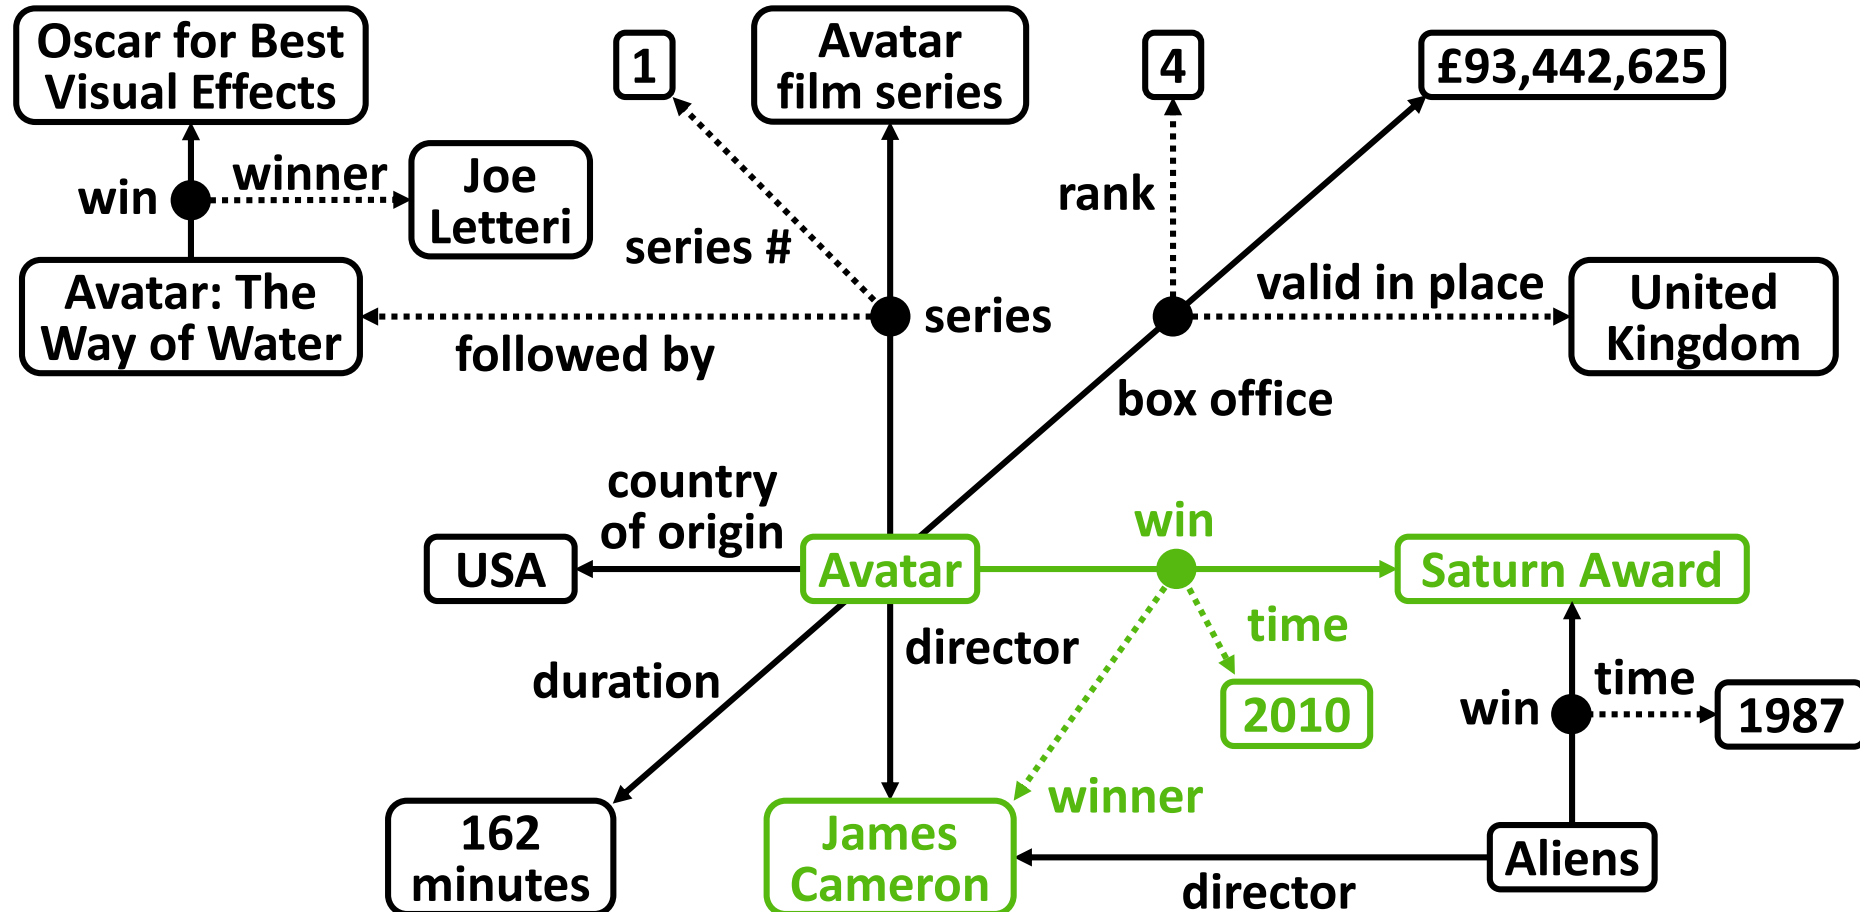 Oscar for Best
Visual Effects
1
Avatar
film series
4
£93,442,625
win
winner
Joe
Letteri
rank
series #
valid in place
Avatar: The
Way of Water
series
United
Kingdom
followed by
box office
country
of origin
win
USA
Avatar
Saturn Award
time
director
duration
time
win
2010
1987
winner
162
minutes
James
Cameron
Aliens
director